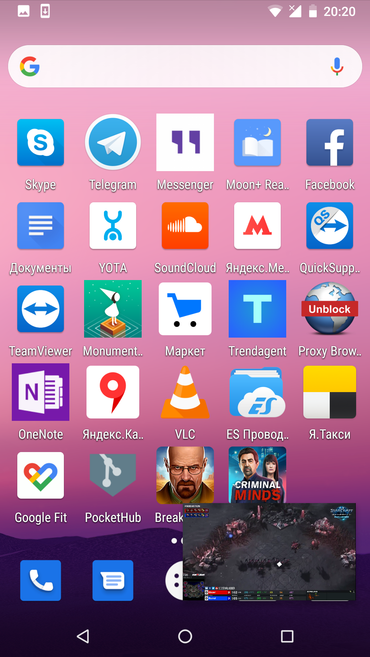 20:20
Skype
Telegram
Messenger
Moon+ Rea..
Facebook
Документы
YOTA
SoundCloud
Яндекс.Ме..
QS
QuickSupp..
Unblock
TeamViewer
Monument..
Маркет
Trendagent
Proxy Brow..
OneNote
Яндекс.Ка..
VLC
ES Провод..
Я.Такси
CRIMINAL
MINDS
Google Fit
PocketHub
Break